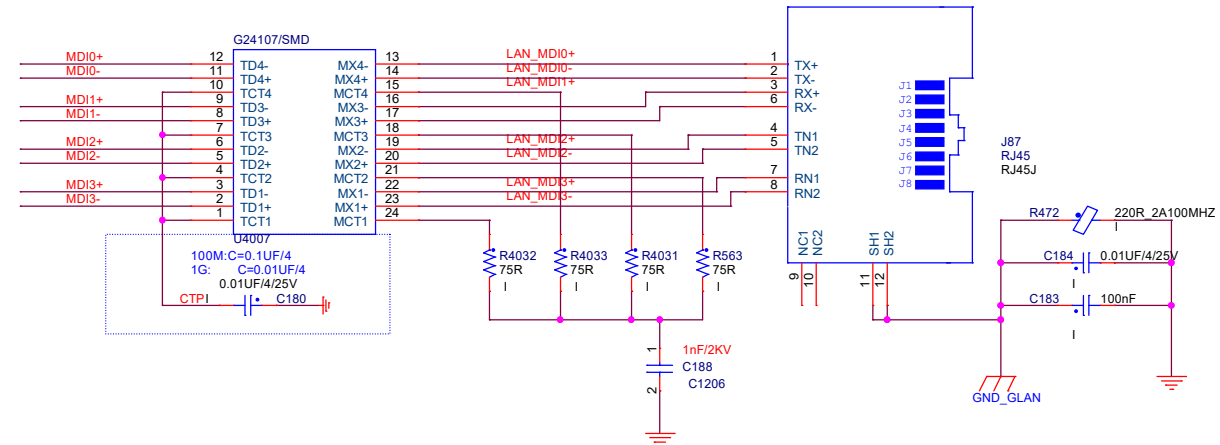 G24107/SMD
MDI0+
MDI0-
MDI1+
MDI1-
MDI2+
MDI2-
MDI3+
MDI3-
12 TD4- MX4- 13
11 TD4+ MX4+ 14
10 TCT4 MCT4 15
9 TD3- MX3- 16
8 TD3+ MX3+ 17
7 TCT3 MCT3 18
6 TD2- MX2- 19
5 TD2+ MX2+ 20
4 TCT2 MCT2 21
3 TD1- MX1- 22
2 TD1+ MX1+ 23
1 TCT1 MCT1 24
U4007
LAN_MDI0+
LAN_MDI0-
LAN_MDI1+
LAN_MDI2+
LAN_MDI2-
LAN_MDI3+
LAN_MDI3-
1 TX+
2 TX-
3 RX+
6 RX-
4 TN1
5 TN2
7 RN1
8 RN2
J1
J2
J3
J4
J5
J6
J7
J8
J87
RJ45
RJ45J
NC1
NC2
SH1
SH2
9
10
11
12
100M:C=0.1UF/4
1G: C=0.01UF/4
0.01UF/4/25V
CTP I C180
R4032
75R
I
R4033
75R
I
R4031
75R
I
R563
75R
I
1 1nF/2KV
C188
2 C1206
R472 220R_2A100MHZ
I
C184 0.01UF/4/25V
I
C183 100nF
I
GND_GLAN